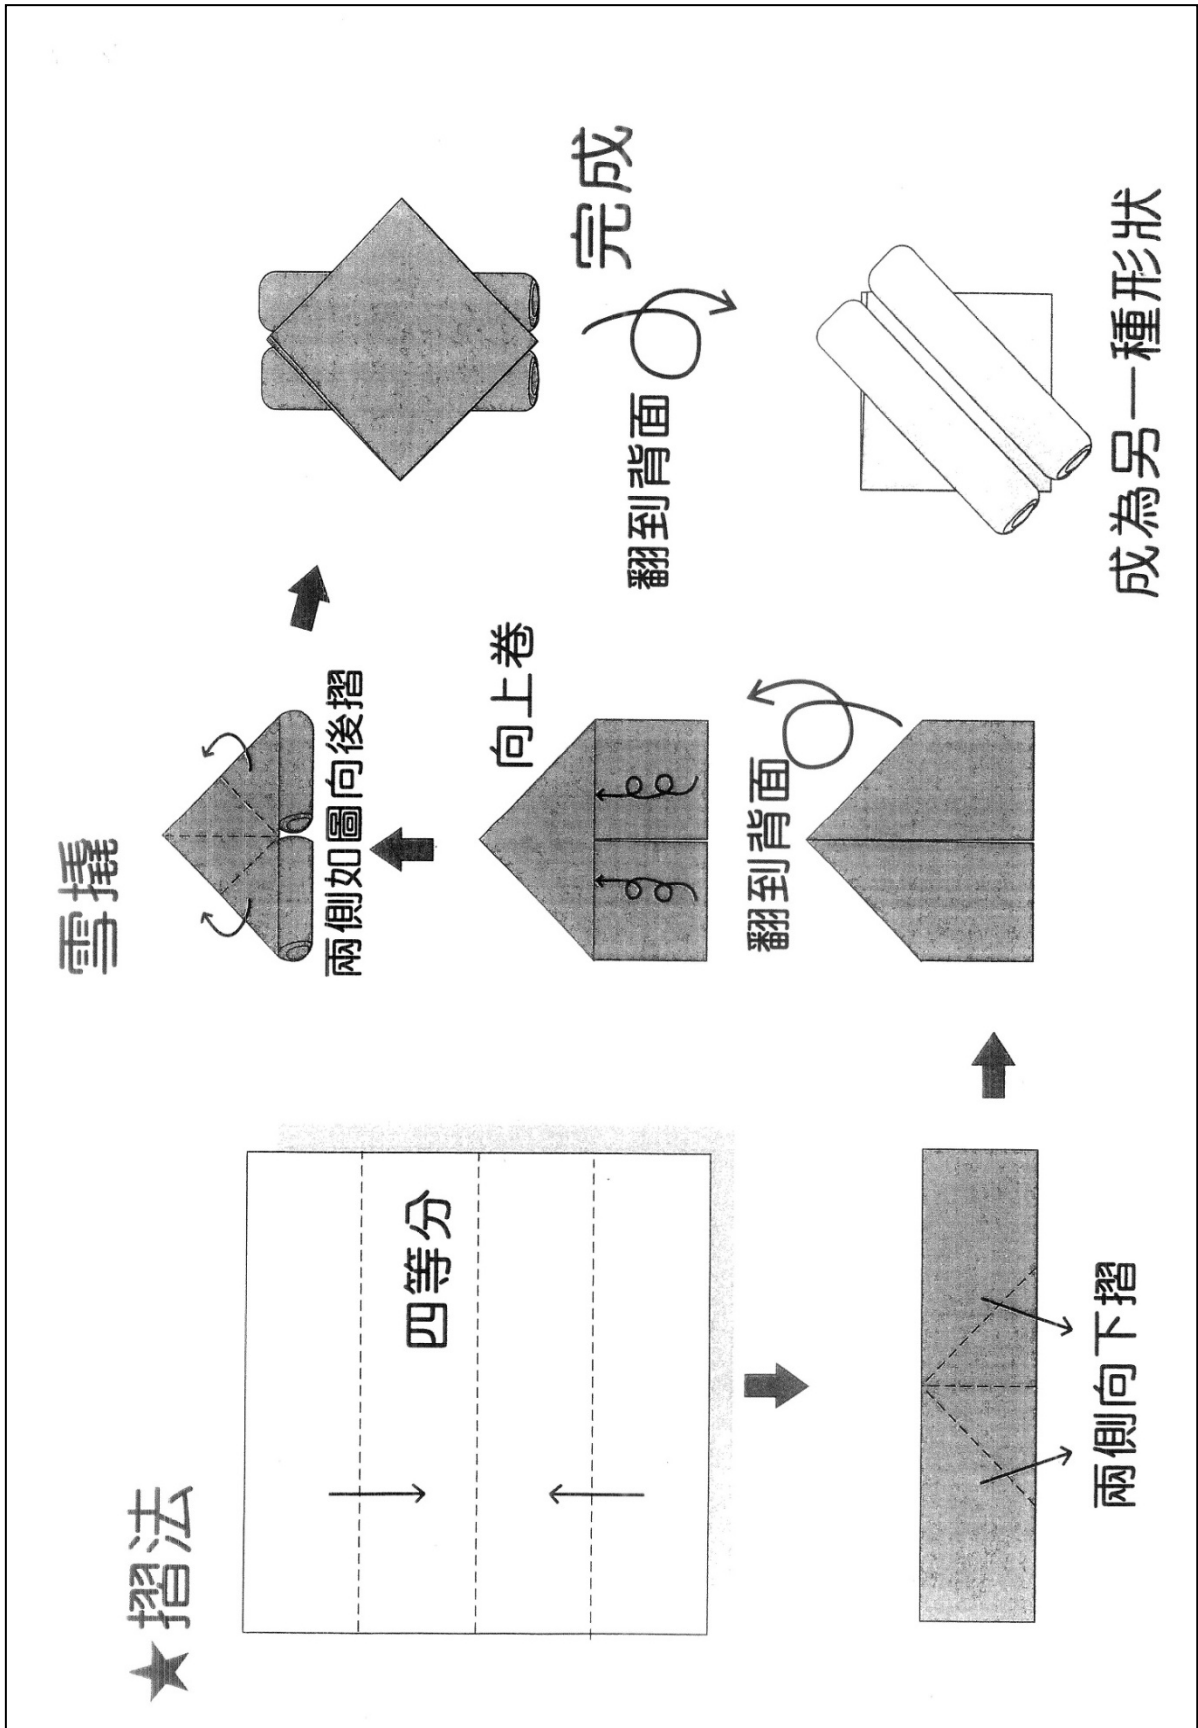 ★摺法
四等分
兩側向下摺
翻到背面
向上卷
雪撬
兩側如圖向後摺
完成
翻到背面
成為另一種形狀